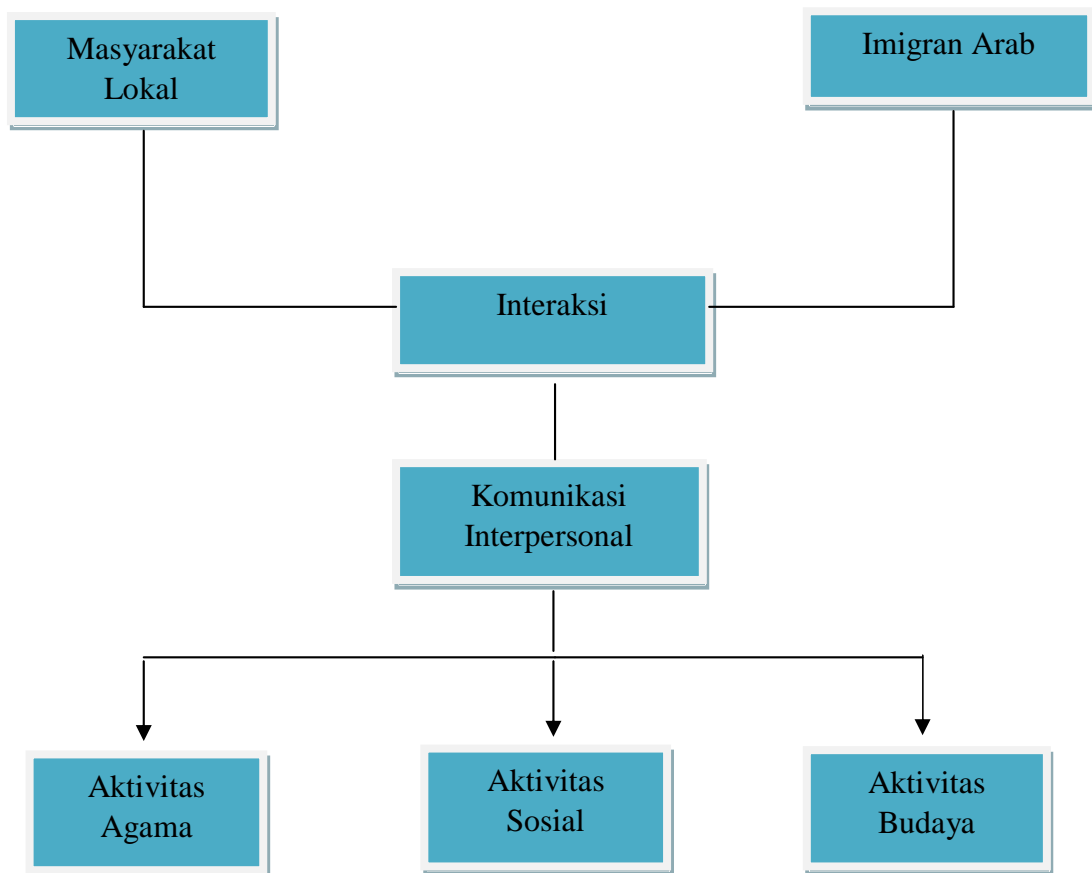 Masyarakat
Lokal
Imigran Arab
Interaksi
Komunikasi
Interpersonal
Aktivitas
Agama
Aktivitas
Sosial
Aktivitas
Budaya